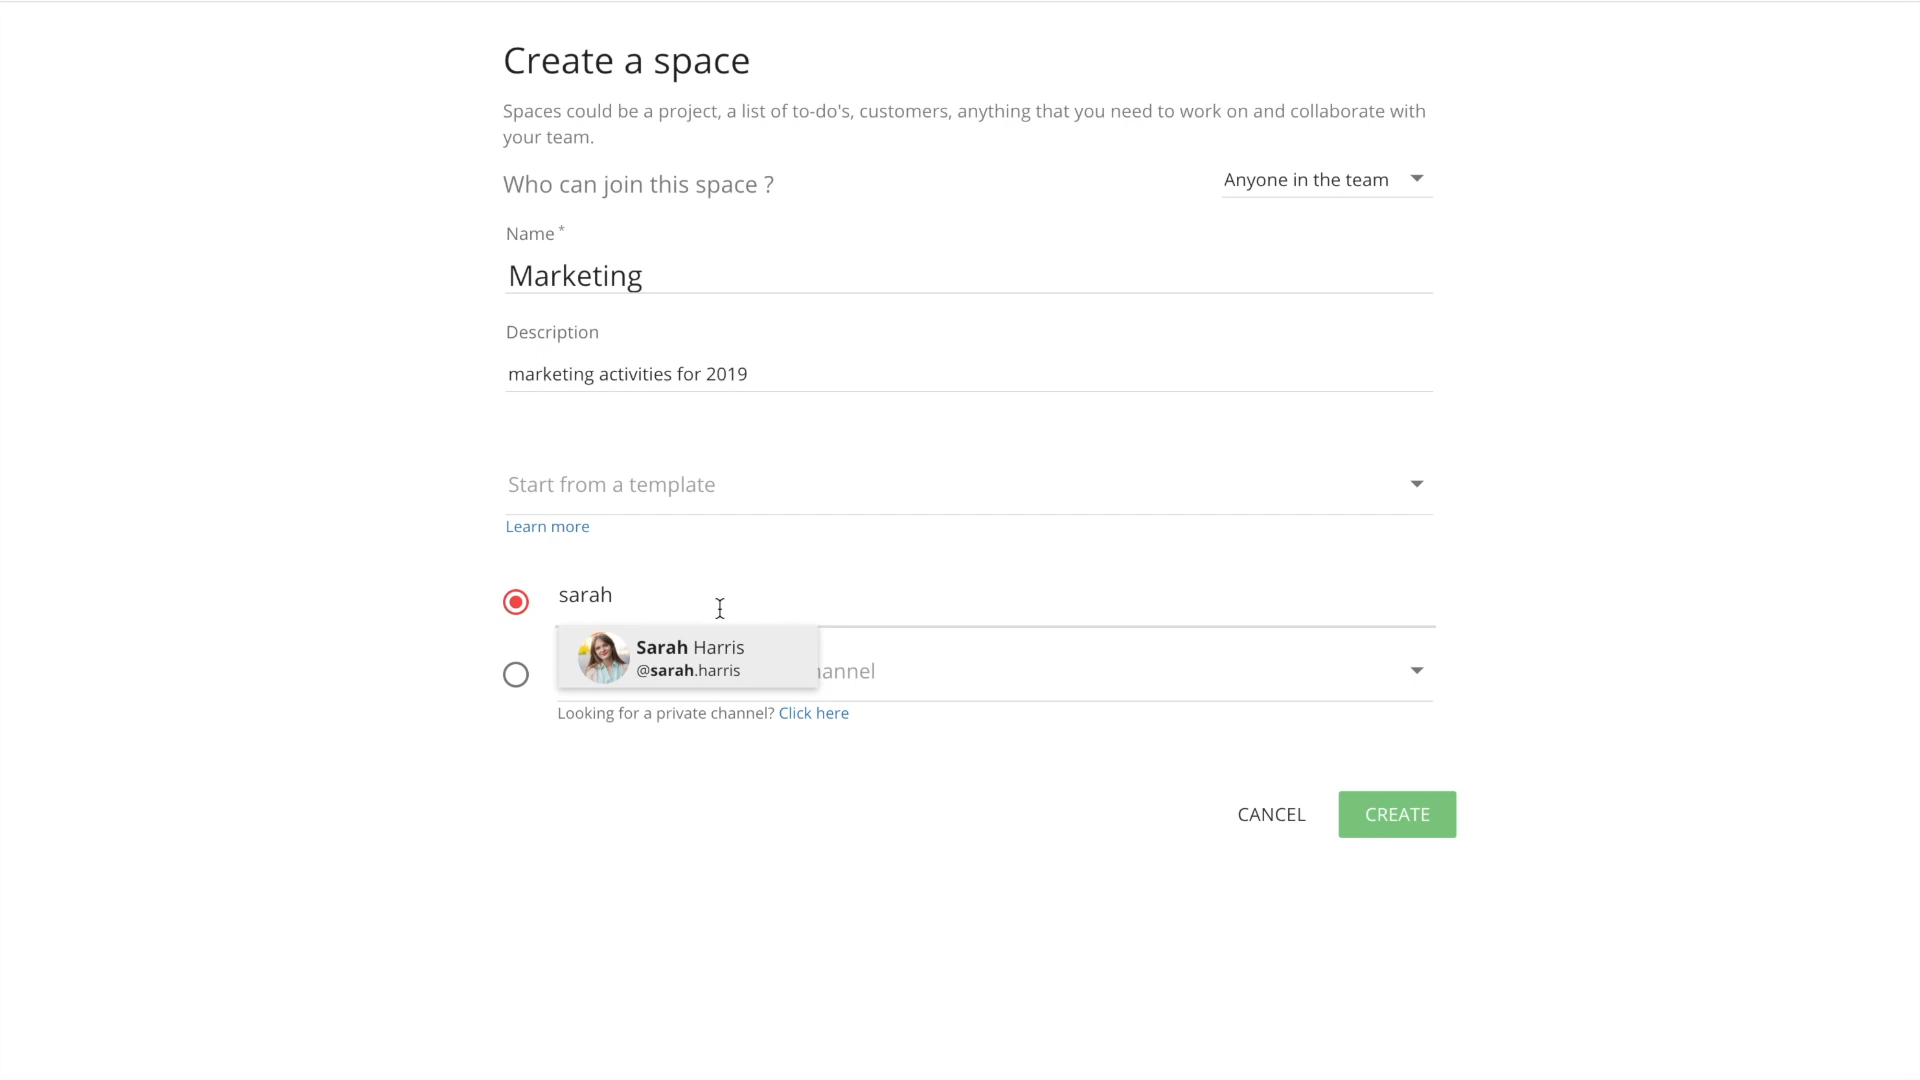 Create a space
Spaces could be a project, a list of to-do's, customers, anything that you need to work on and collaborate with
your team.
Who can join this space ?
Anyone in the team
Name *
Marketing
Description
marketing activities for 2019
Start from a template
Learn more
sarah
Sarah Harris
@sarah.harris
Looking for a private channel? Click here
CANCEL
CREATE